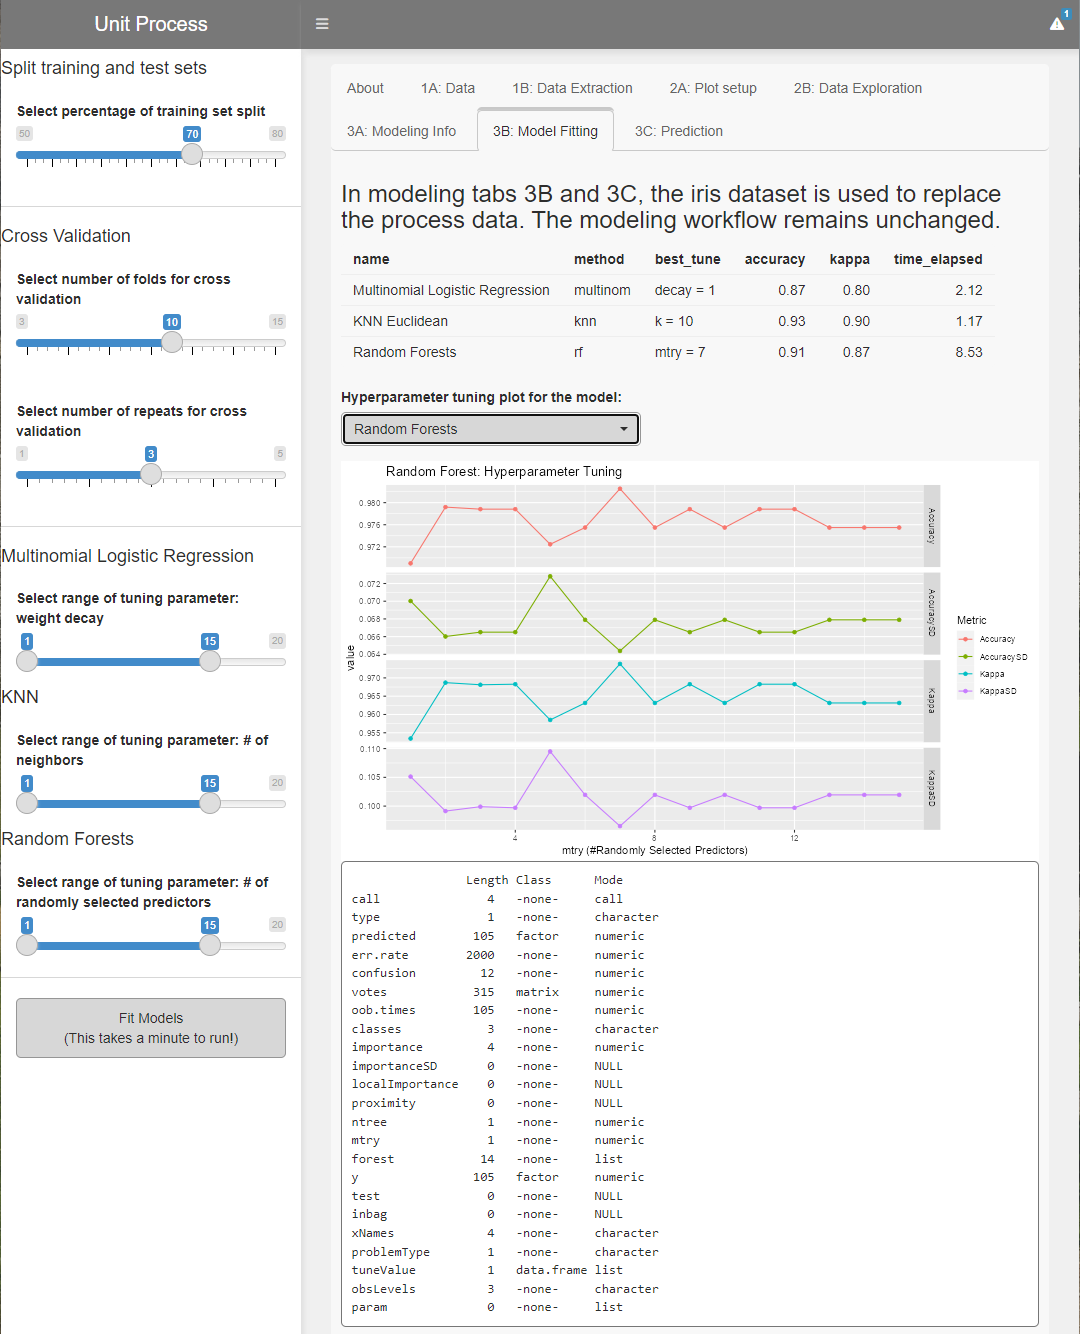 Unit Process
1
Split training and test sets
Select percentage of training set split
50 70 80
Cross Validation
Select number of folds for cross
validation
3 10 15
Select number of repeats for cross
validation
1 3 5
Multinomial Logistic Regression
Select range of tuning parameter:
weight decay
1 15 20
KNN
Select range of tuning parameter: # of
neighbors
1 15 20
Random Forests
Select range of tuning parameter: # of
randomly selected predictors
1 15 20
Fit Models
(This takes a minute to run!)
About 1A: Data 1B: Data Extraction 2A: Plot setup 2B: Data Exploration
3A: Modeling Info 3B: Model Fitting 3C: Prediction
In modeling tabs 3B and 3C, the iris dataset is used to replace
the process data. The modeling workflow remains unchanged.
name method best_tune accuracy kappa time_elapsed
Multinomial Logistic Regression multinom decay = 1 0.87 0.80 2.12
KNN Euclidean knn k = 10 0.93 0.90 1.17
Random Forests rf mtry = 7 0.91 0.87 8.53
Hyperparameter tuning plot for the model:
Random Forests
Random Forest: Hyperparameter Tuning
value
0.980
0.976
0.972
Accuracy
0.072
0.070
0.068
0.066
0.064
AccuracySD
0.970
0.965
0.960
0.955
Kappa
0.110
0.105
0.100
KappaSD
4 8 12
mtry (#Randomly Selected Predictors)
Metric
Accuracy
AccuracySD
Kappa
KappaSD
Length Class Mode
call 4 -none- call
type 1 -none- character
predicted 105 factor numeric
err.rate 2000 -none- numeric
confusion 12 -none- numeric
votes 315 matrix numeric
oob.times 105 -none- numeric
classes 3 -none- character
importance 4 -none- numeric
importanceSD 0 -none- NULL
localImportance 0 -none- NULL
proximity 0 -none- NULL
ntree 1 -none- numeric
mtry 1 -none- numeric
forest 14 -none- list
y 105 factor numeric
test 0 -none- NULL
inbag 0 -none- NULL
xNames 4 -none- character
problemType 1 -none- character
tuneValue 1 data.frame list
obsLevels 3 -none- character
param 0 -none- list